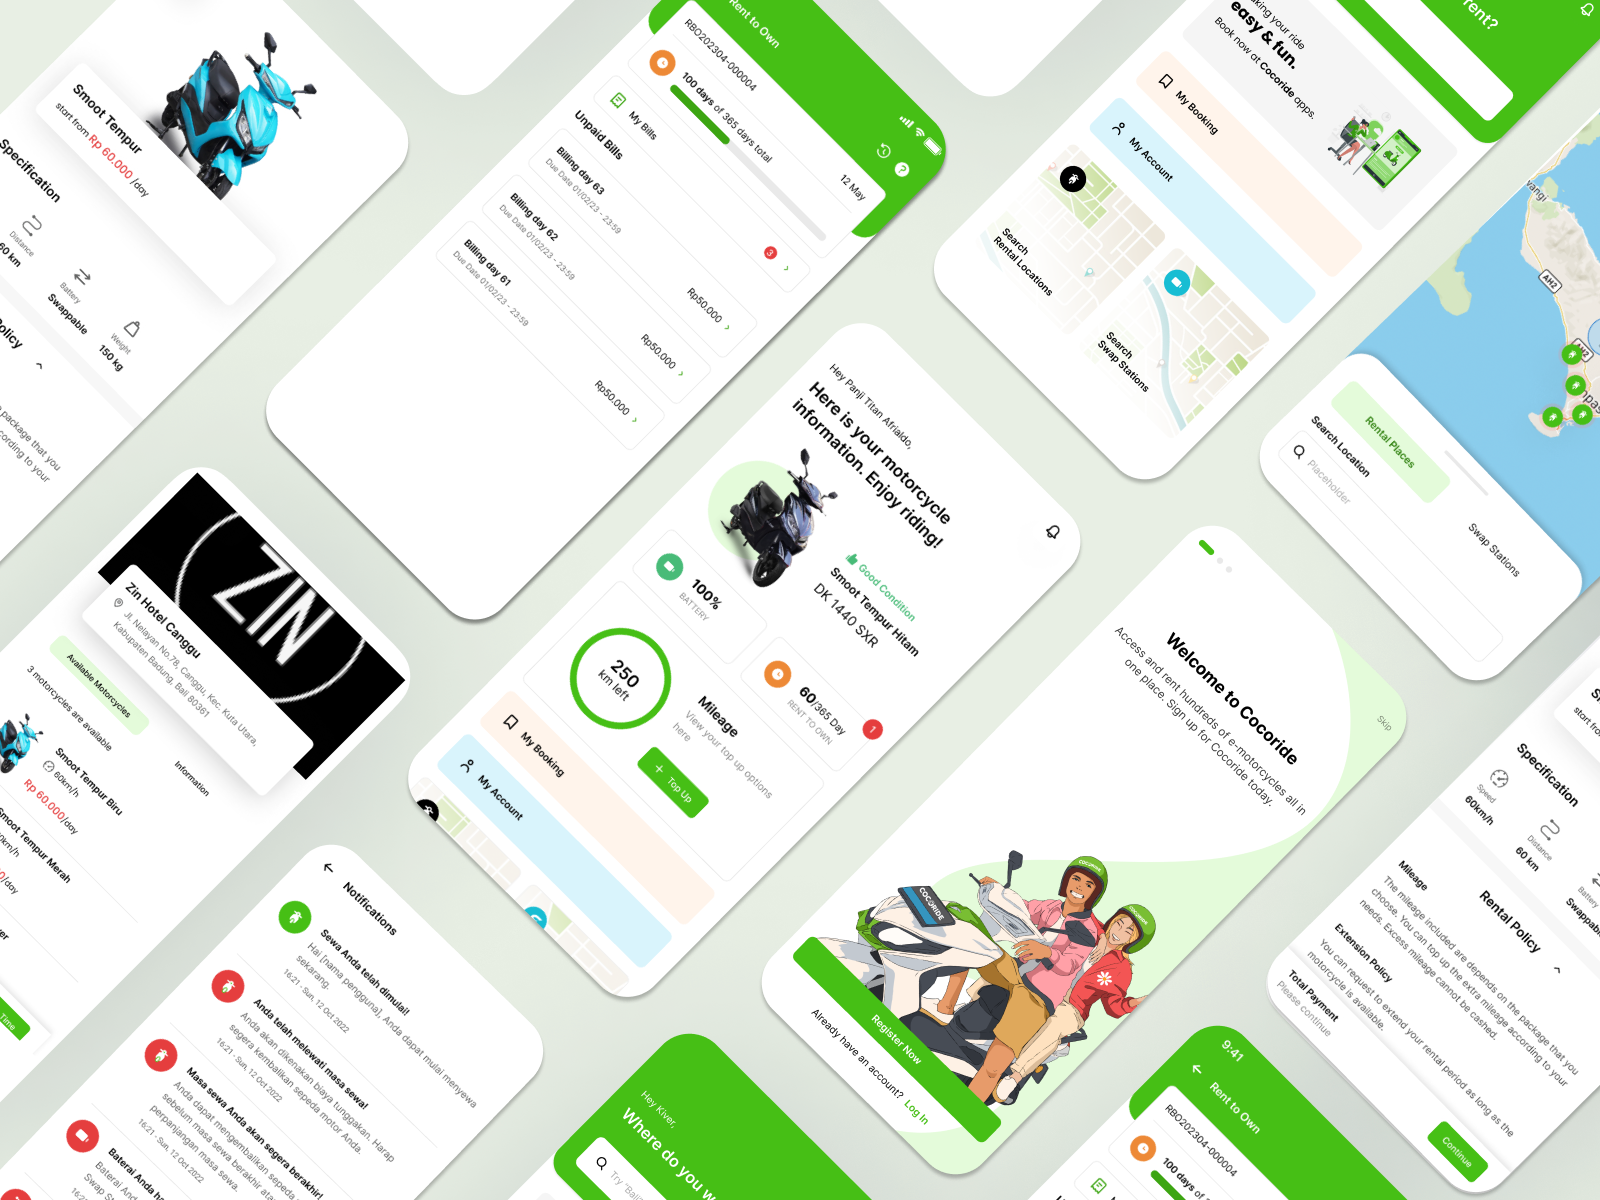 Smoot Tempur
start from Rp 60.000 /day
Specification
Distance
60 km
Battery
Swappable
Weight
150 kg
Policy
package that you
cording to your
Rent to Own
RBO202304-000004
100 days of 365 days total
12 May
My Bills
3
Unpaid Bills
Billing day 63
Due Date 01/02/23 - 23:59
Rp50.000
Billing day 62
Due Date 01/02/23 - 23:59
Rp50.000
Billing day 61
Due Date 01/02/23 - 23:59
Rp50.000
rent?
your ride
easy & fun.
Book now at Cocoride apps.
My Booking
My Account
Search
Rental Locations
Search
Swap Stations
AH2
AH2
Rental Places
Swap Stations
Search Location
Placeholder
ZIN
Zin Hotel Canggu
Jl. Nelayan No.78, Canggu, Kec. Kuta Utara,
Kabupaten Badung, Bali 80361
Available Motorcycles
Information
3 motorcycles are available
Smoot Tempur Biru
60km/h
Rp 60.000/day
Smoot Tempur Merah
/day
Time
Hey Panji Titan Afrialdo,
Here is your motorcycle
information. Enjoy riding!
Good Condition
Smoot Tempur Hitam
DK 1440 SXR
100%
BATTERY
60/365 Day
RENT TO OWN
1
250
km left
Mileage
View your top up options
here
+ Top Up
My Booking
My Account
Skip
Welcome to Cocoride
Access and rent hundreds of e-motorcycles all in
one place. Sign up for Cocoride today.
COCORIDE
COCORIDE
COCORIDE
Register Now
Already have an account? Log In
Notifications
Sewa Anda telah dimulai!
Hai [nama pengguna], Anda dapat mulai menyewa
sekarang.
16:21 - Sun, 12 Oct 2022
Anda telah melewati masa sewa!
Anda akan dikenakan biaya tunggakan. Harap
segera kembalikan sepeda motor Anda.
16:21 - Sun, 12 Oct 2022
Masa sewa Anda akan segera berakhir!
Anda dapat mengembalikan sepeda
sebelum masa sewa berakhir ata
perpanjangan masa sewa.
16:21 - Sun, 12 Oct 2022
Baterai Anda
Baterai
Swap
Hey Kiver,
Where do you w
Try "Bali
start
Specification
Speed
60km/h
Distance
60 km
Battery
Swappable
Rental Policy
Mileage
The mileage included are depends on the package that you
choose. You can top up the extra mileage according to your
needs. Excess mileage cannot be cashed.
Extension Policy
You can request to extend your rental period as long as the
motorcycle is available.
Total Payment
Please continue
Continue
9:41
Rent to Own
RBO202304-000004
100 days of